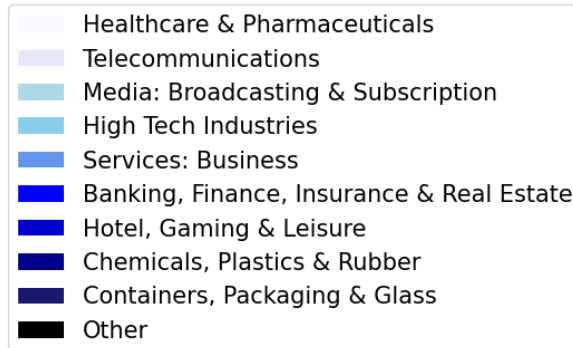 Healthcare & Pharmaceuticals
Telecommunications
Media: Broadcasting & Subscription
High Tech Industries
Services: Business
Banking, Finance, Insurance & Real Estate
Hotel, Gaming & Leisure
Chemicals, Plastics & Rubber
Containers, Packaging & Glass
Other